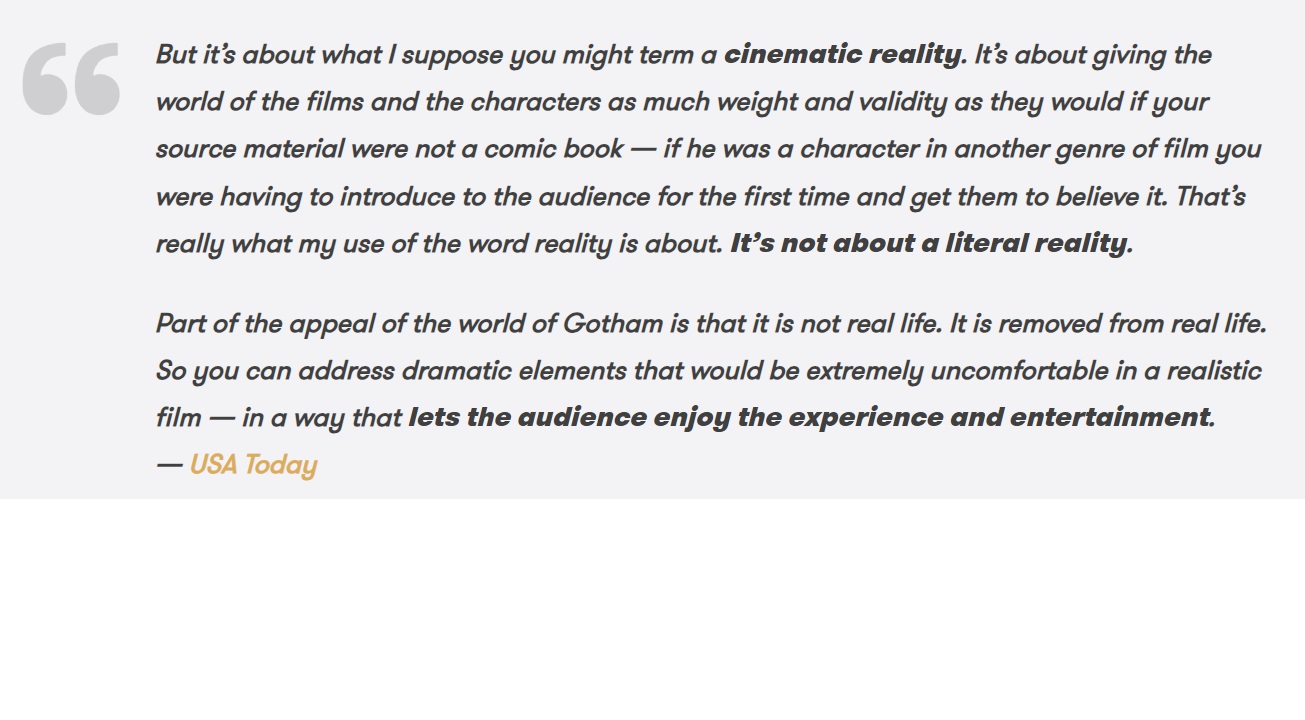 But it’s about what I suppose you might term a cinematic reality. It’s about giving the
world of the films and the characters as much weight and validity as they would if your
source material were not a comic book — if he was a character in another genre of film you
were having to introduce to the audience for the first time and get them to believe it. That’s
really what my use of the word reality is about. It’s not about a literal reality.
Part of the appeal of the world of Gotham is that it is not real life. It is removed from real life.
So you can address dramatic elements that would be extremely uncomfortable in a realistic
film — in a way that lets the audience enjoy the experience and entertainment.
— USA Today